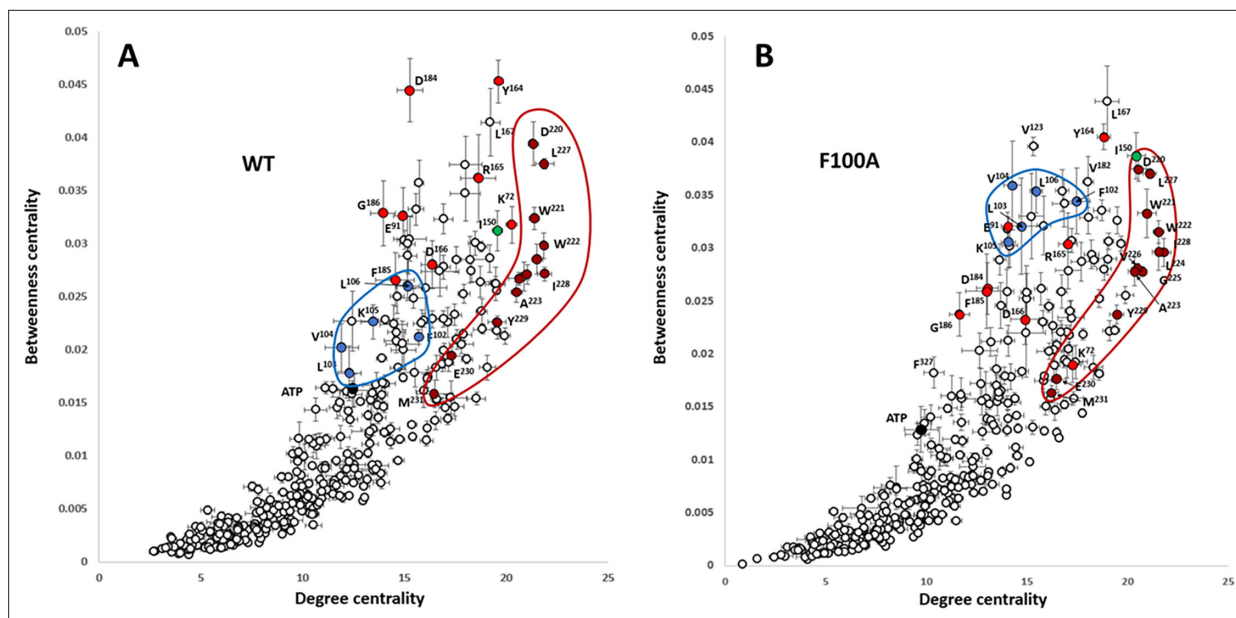 A
WT
Betweenness centrality
0.05
0.045
0.04
0.035
0.03
0.025
0.02
0.015
0.01
0.005
0
0
5
10
15
20
25
Degree centrality
D184
Y164
L167
D220
L227
R165
K72
G186
E91
I150
W221
W222
D166
F185
L106
I228
A223
K105
Y229
V104
F102
L103
E230
ATP
M231
B
F100A
Betweenness centrality
0.05
0.045
0.04
0.035
0.03
0.025
0.02
0.015
0.01
0.005
0
0
5
10
15
20
25
Degree centrality
L167
Y164
V123
I150
D220
L227
V104
L106
V182
F102
L103
W221
E91
W222
K105
R165
V226
I228
L224
G225
D184
F185
A223
G186
D166
Y229
K72
F327
E230
M231
ATP